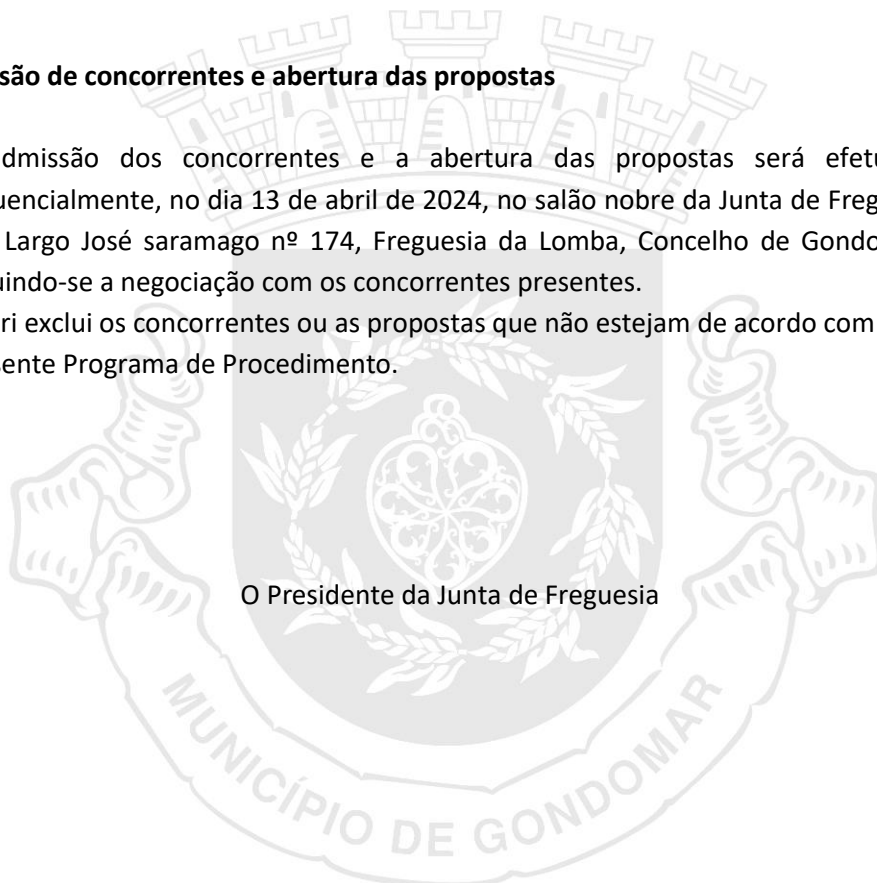 são de concorrentes e abertura das propostas
dmissão dos concorrentes e a abertura das propostas será efetu
uencialmente, no dia 13 de abril de 2024, no salão nobre da Junta de Freg
Largo José saramago nº 174, Freguesia da Lomba, Concelho de Gondo
uindo-se a negociação com os concorrentes presentes.
ri exclui os concorrentes ou as propostas que não estejam de acordo com
sente Programa de Procedimento.
O Presidente da Junta de Freguesia
MUNICÍPIO DE GONDOMAR